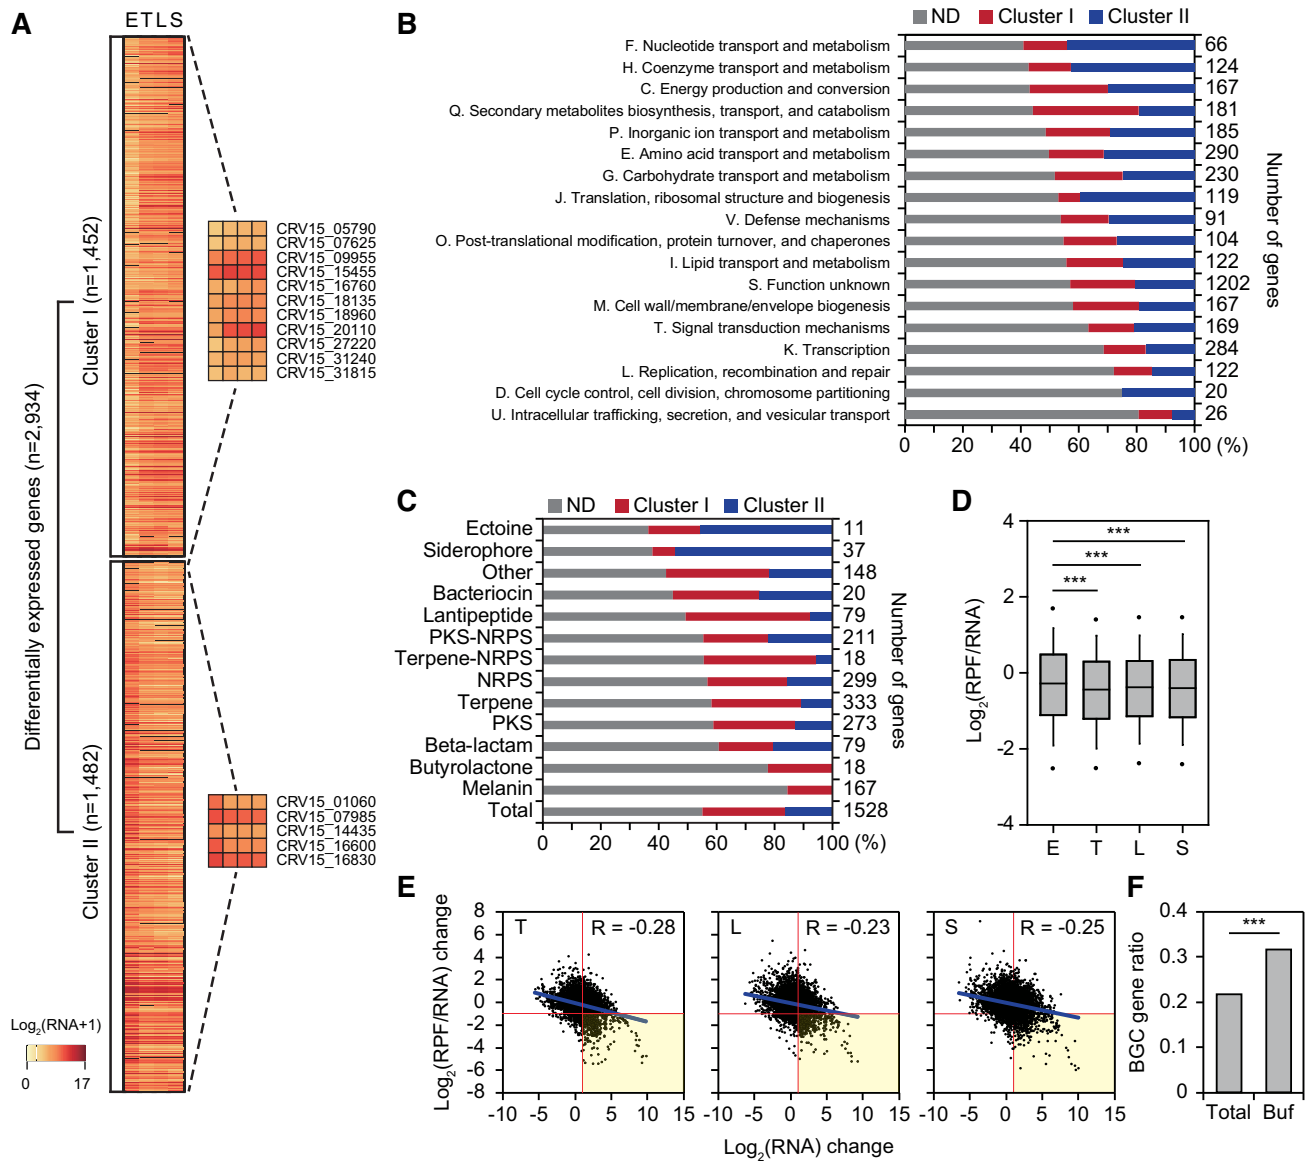 A
ETLS
Differentially expressed genes (n=2,934)
Cluster I (n=1,452)
Cluster II (n=1,482)
CRV15_05790
CRV15_07625
CRV15_09955
CRV15_15455
CRV15_16760
CRV15_18135
CRV15_18960
CRV15_20110
CRV15_27220
CRV15_31240
CRV15_31815
CRV15_01060
CRV15_07985
CRV15_14435
CRV15_16600
CRV15_16830
Log2(RNA+1)
0 17
B
ND Cluster I Cluster II
F. Nucleotide transport and metabolism 66
H. Coenzyme transport and metabolism 124
C. Energy production and conversion 167
Q. Secondary metabolites biosynthesis, transport, and catabolism 181
P. Inorganic ion transport and metabolism 185
E. Amino acid transport and metabolism 290
G. Carbohydrate transport and metabolism 230
J. Translation, ribosomal structure and biogenesis 119
V. Defense mechanisms 91
O. Post-translational modification, protein turnover, and chaperones 104
I. Lipid transport and metabolism 122
S. Function unknown 1202
M. Cell wall/membrane/envelope biogenesis 167
T. Signal transduction mechanisms 169
K. Transcription 284
L. Replication, recombination and repair 122
D. Cell cycle control, cell division, chromosome partitioning 20
U. Intracellular trafficking, secretion, and vesicular transport 26
0 20 40 60 80 100 (%)
Number of genes
C
ND Cluster I Cluster II
Ectoine 11
Siderophore 37
Other 148
Bacteriocin 20
Lantipeptide 79
PKS-NRPS 211
Terpene-NRPS 18
NRPS 299
Terpene 333
PKS 273
Beta-lactam 79
Butyrolactone 18
Melanin 167
Total 1528
0 20 40 60 80 100 (%)
Number of genes
D
Log2(RPF/RNA)
4
2
0
-2
-4
***
***
***
E T L S
E
Log2(RPF/RNA) change
8
6
4
2
0
-2
-4
-6
-8
T R = -0.28
-10 -5 0 5 10 15
L R = -0.23
-10 -5 0 5 10 15
S R = -0.25
-10 -5 0 5 10 15
Log2(RNA) change
F
BGC gene ratio
0.4
0.3
0.2
0.1
0
***
Total Buf